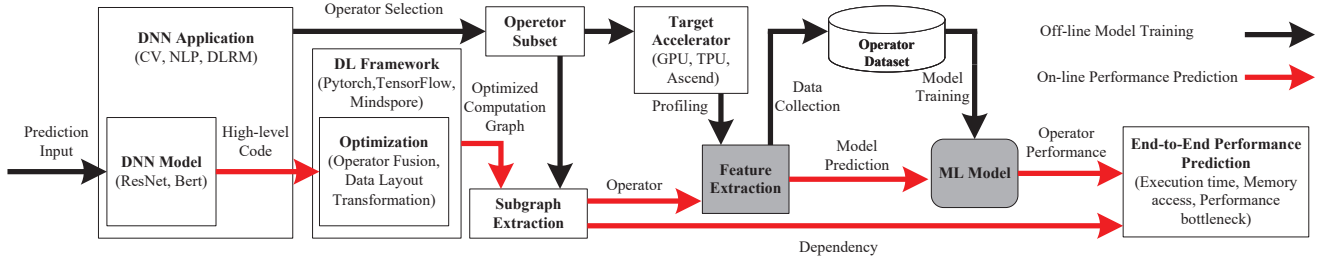 DNN Application
(CV, NLP, DLRM)
Operator Selection
Operetor
Subset
Target
Accelerator
(GPU, TPU,
Ascend)
Operator
Dataset
Off-line Model Training
On-line Performance Prediction
DL Framework
(Pytorch,TensorFlow,
Mindspore)
Optimized
Computation
Graph
Profiling
Data
Collection
Model
Training
Prediction
Input
DNN Model
(ResNet, Bert)
High-level
Code
Optimization
(Operator Fusion,
Data Layout
Transformation)
Subgraph
Extraction
Operator
Feature
Extraction
Model
Prediction
ML Model
Operator
Performance
End-to-End Performance
Prediction
(Execution time, Memory
access, Performance
bottleneck)
Dependency